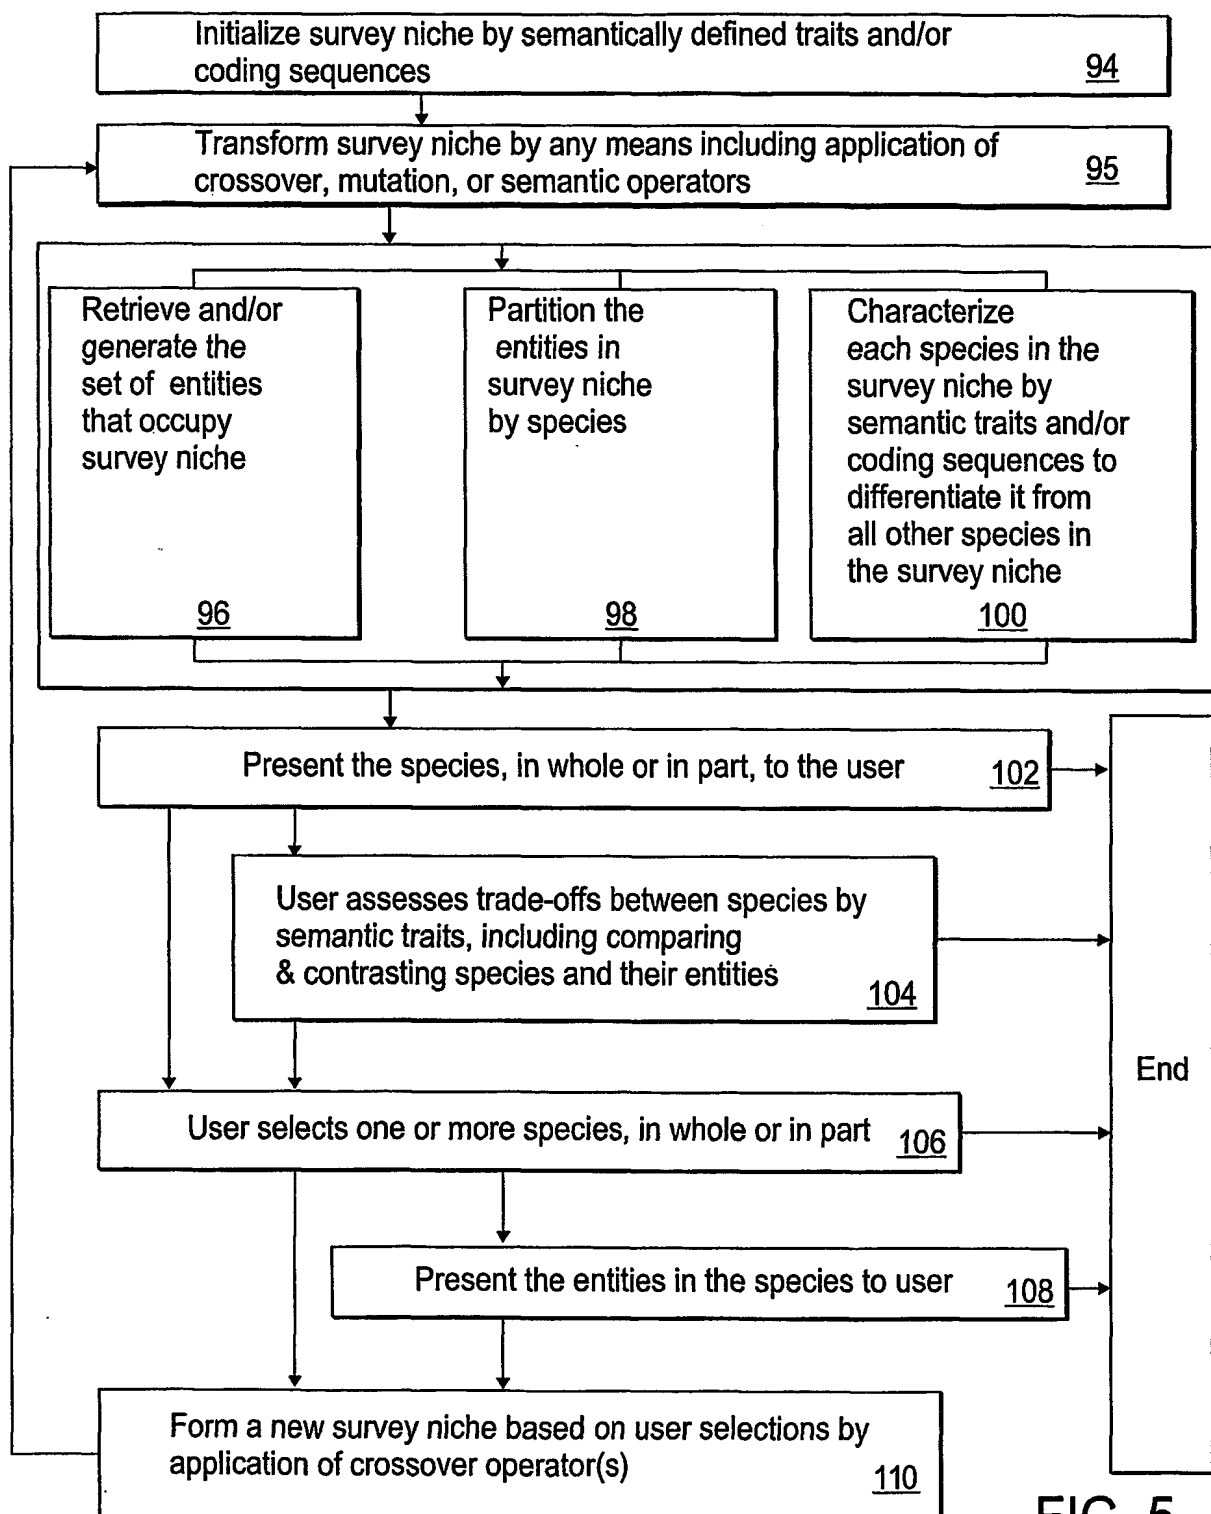 Initialize survey niche by semantically defined traits and/or
coding sequences
94
Transform survey niche by any means including application of
crossover, mutation, or semantic operators
95
Retrieve and/or
generate the
set of entities
that occupy
survey niche
96
Partition the
entities in
survey niche
by species
98
Characterize
each species in the
survey niche by
semantic traits and/or
coding sequences to
differentiate it from
all other species in
the survey niche
100
Present the species, in whole or in part, to the user
102
User assesses trade-offs between species by
semantic traits, including comparing
& contrasting species and their entities
104
End
User selects one or more species, in whole or in part
106
Present the entities in the species to user
108
Form a new survey niche based on user selections by
application of crossover operator(s)
110
FIG. 5